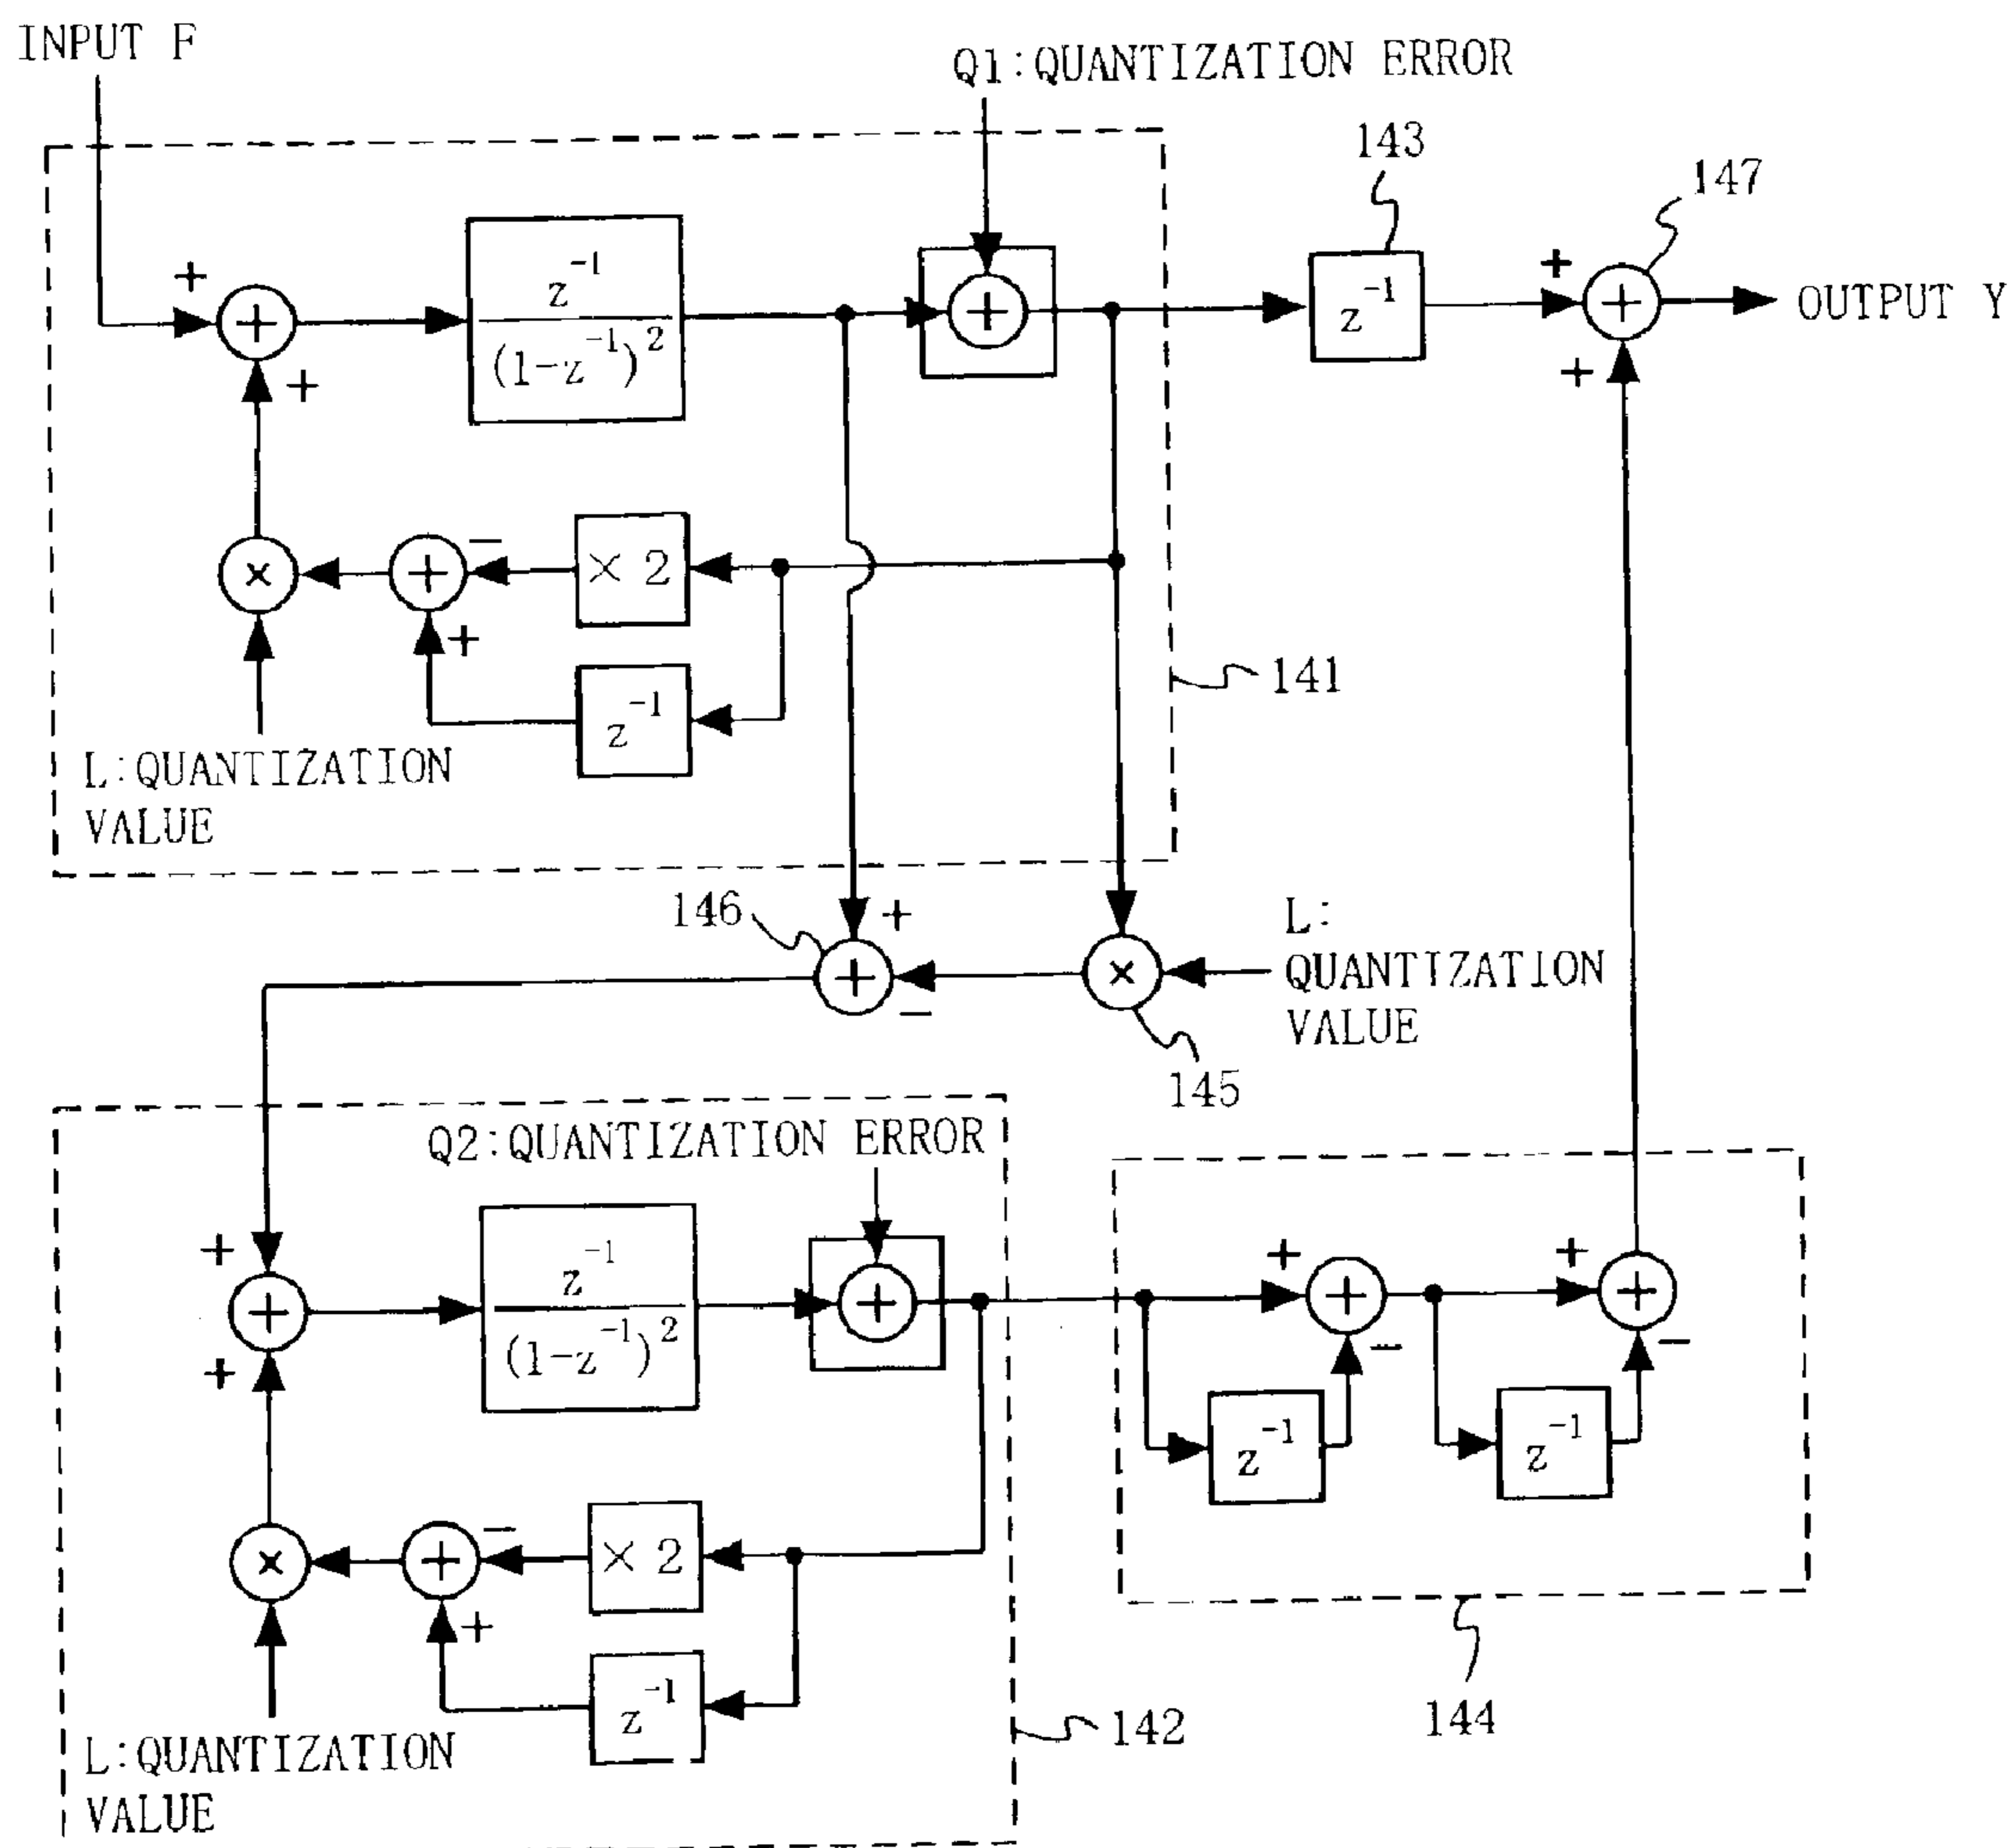 INPUT F
Q1:QUANTIZATION ERROR
143
147
+
+
z^-1
(1-z^-1)^2
+
z^-1
+
+
OUTPUT Y
+
+
×
+
−
× 2
+
z^-1
141
L:QUANTIZATION
VALUE
146
+
+
−
×
L:
QUANTIZATION
VALUE
145
Q2:QUANTIZATION ERROR
+
+
+
z^-1
(1-z^-1)^2
+
+
+
−
+
+
−
z^-1
z^-1
×
+
−
× 2
+
z^-1
142
144
L:QUANTIZATION
VALUE